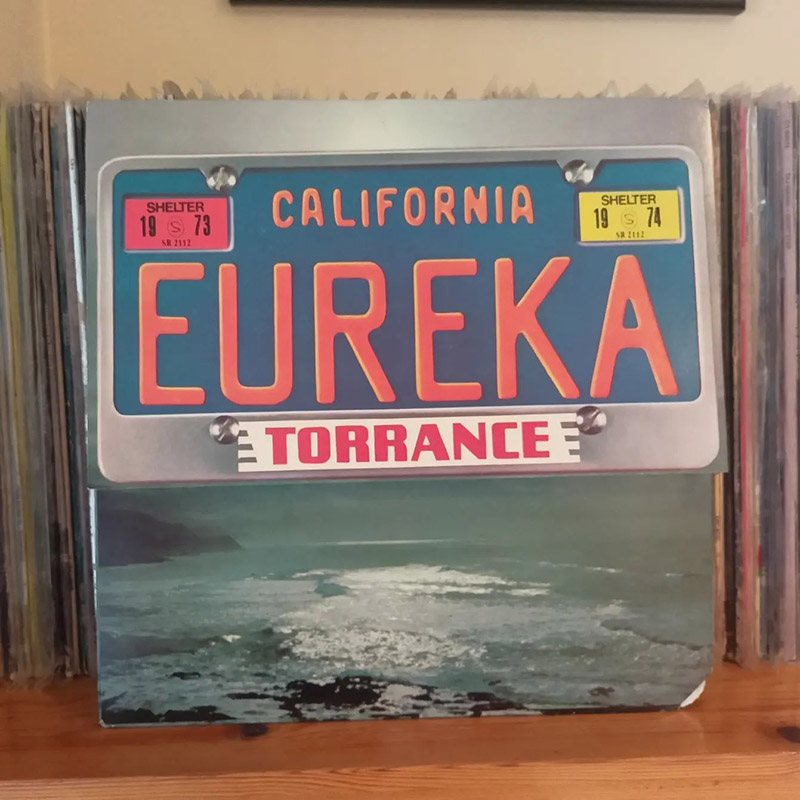 CALIFORNIA
SHELTER
19 S 73
SR 2112
SHELTER
19 S 74
SR 2112
EUREKA
TORRANCE